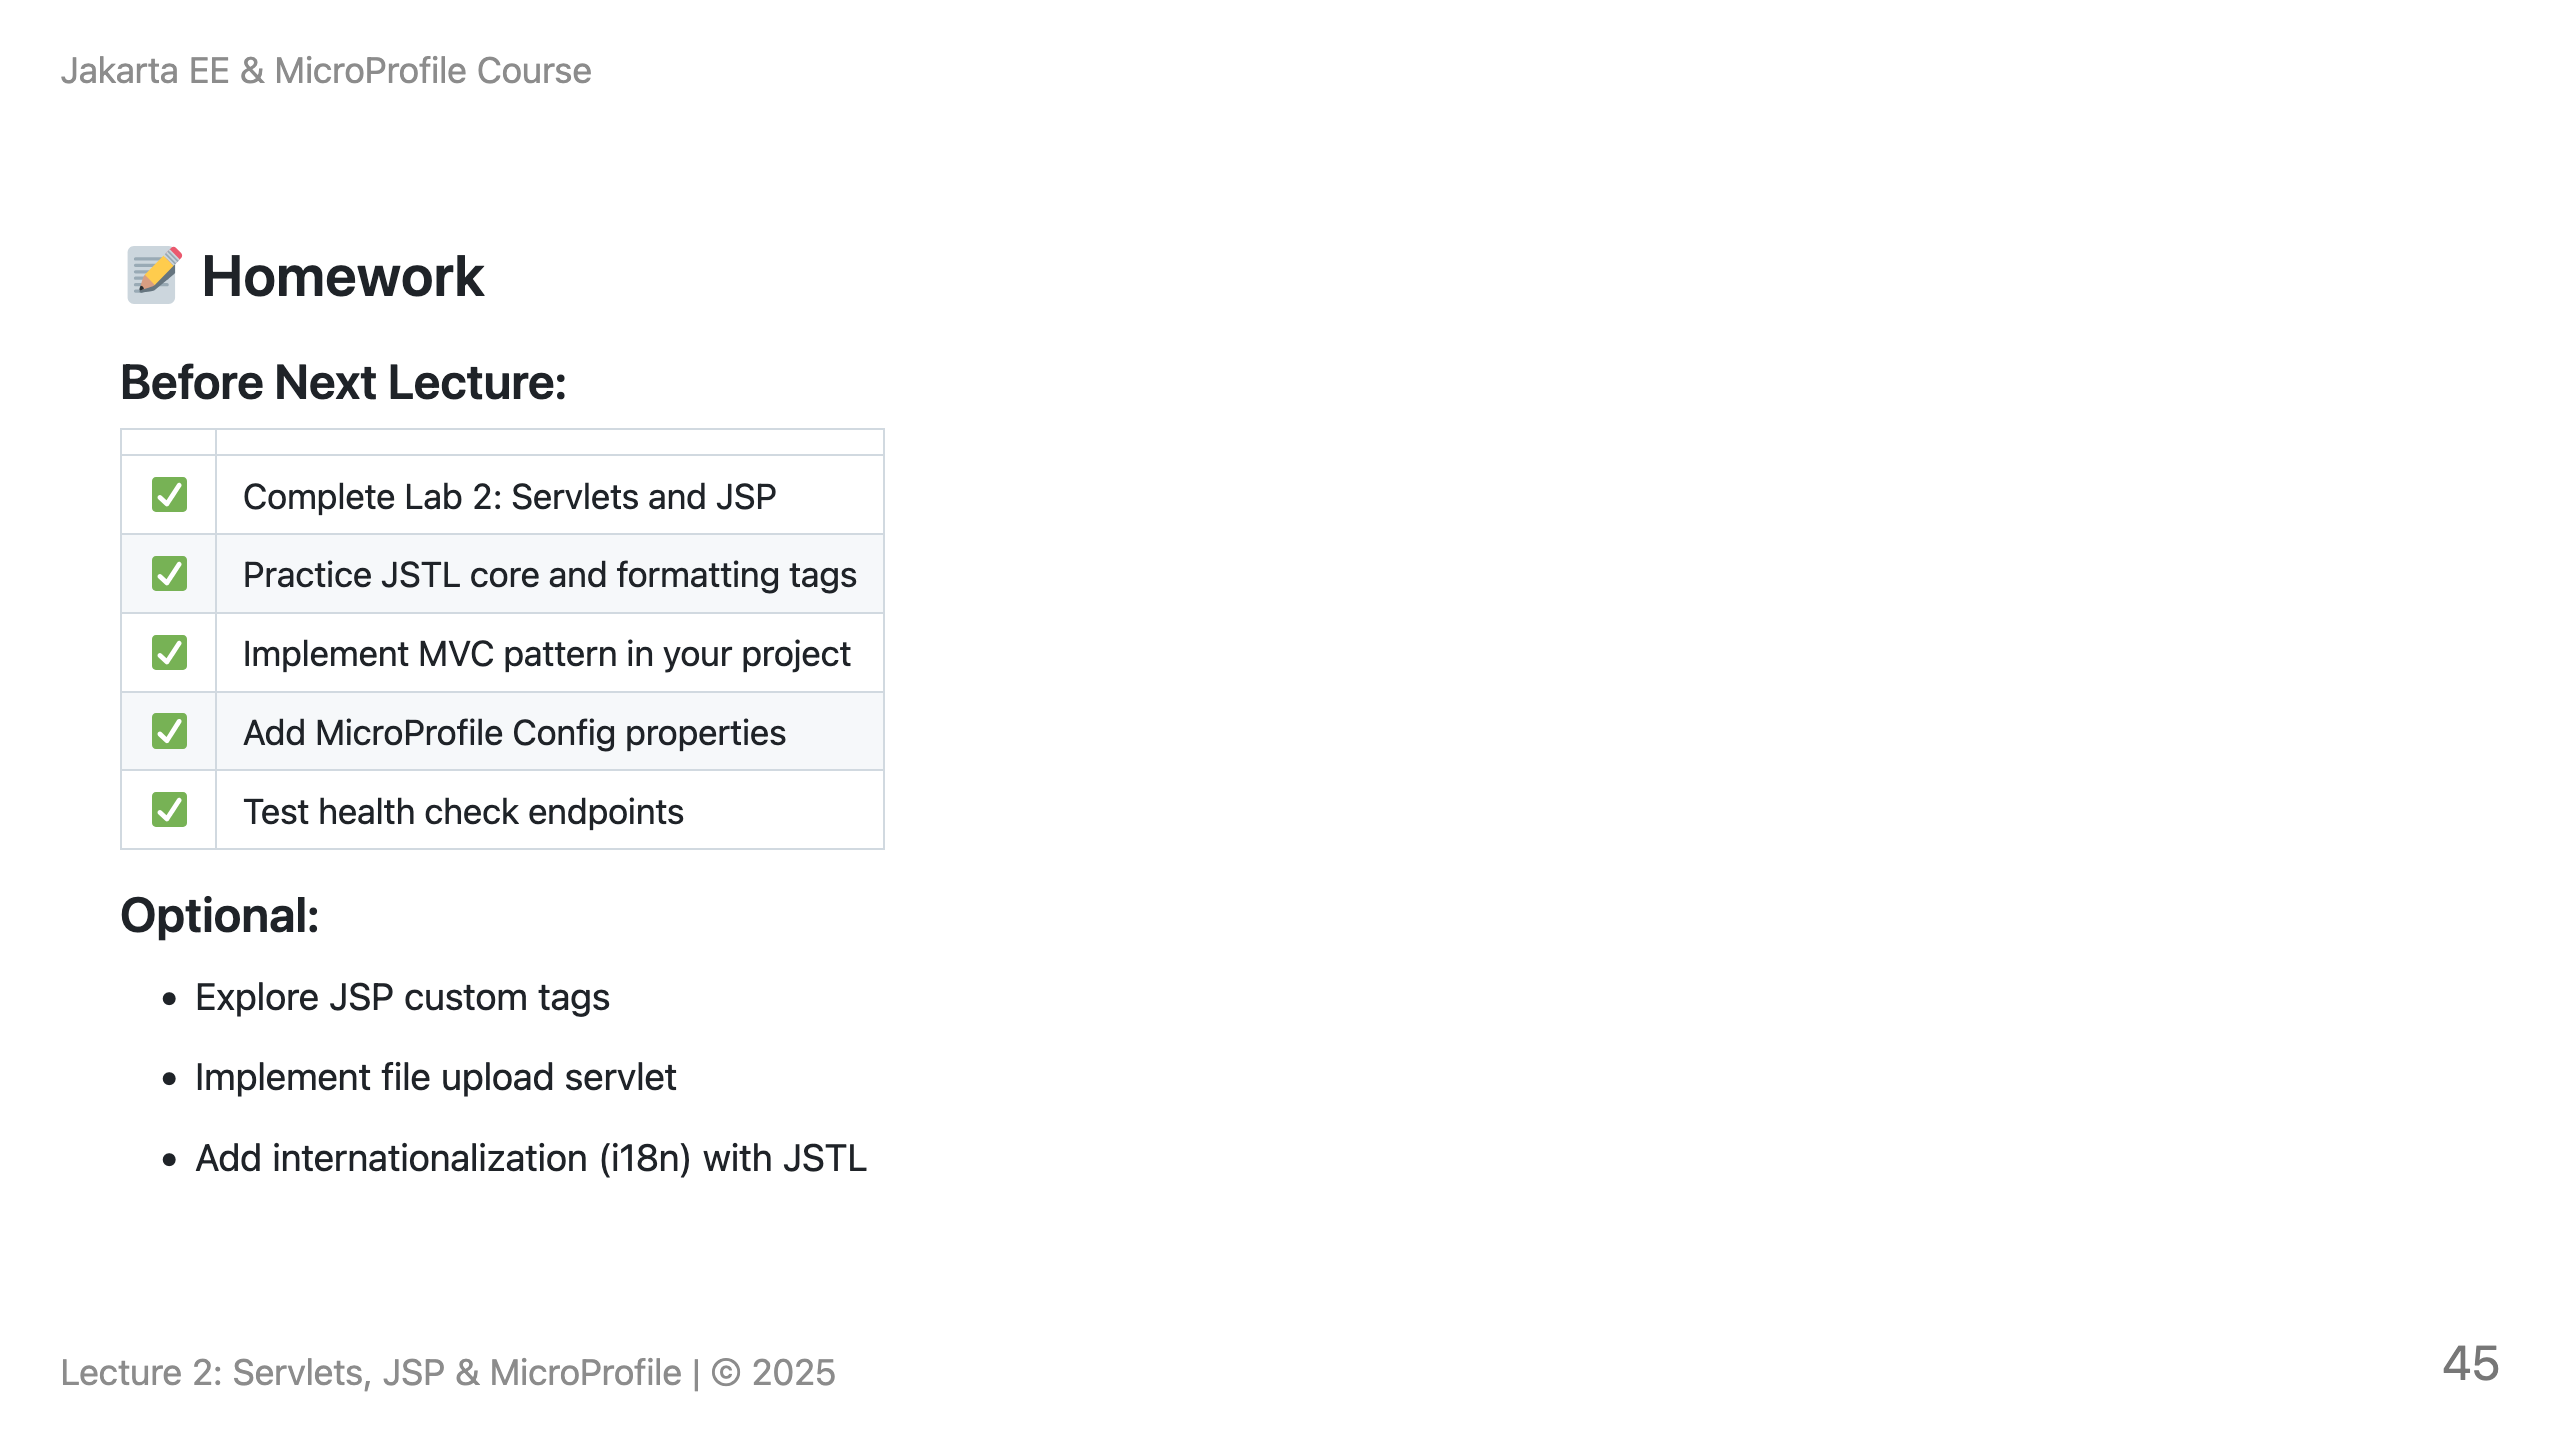 Jakarta EE & MicroProfile Course
📝 Homework
Before Next Lecture:
✅ Complete Lab 2: Servlets and JSP
✅ Practice JSTL core and formatting tags
✅ Implement MVC pattern in your project
✅ Add MicroProfile Config properties
✅ Test health check endpoints
Optional:
• Explore JSP custom tags
• Implement file upload servlet
• Add internationalization (i18n) with JSTL
Lecture 2: Servlets, JSP & MicroProfile | © 2025
45